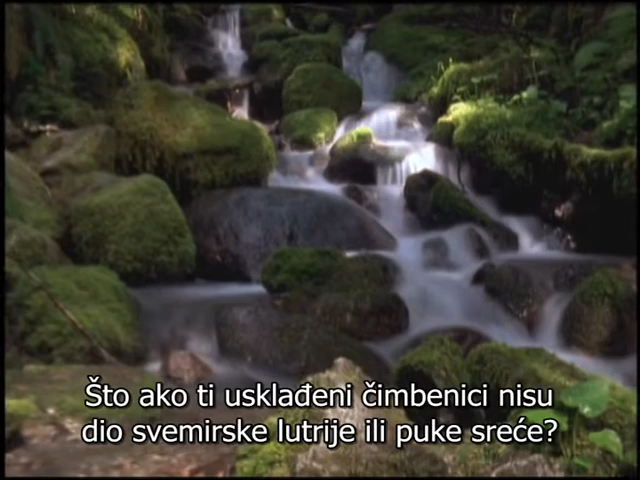 Što ako ti usklađeni čimbenici nisu
dio svemirske lutrije ili puke sreće?